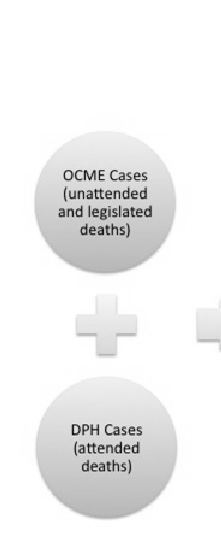 OCME Cases
(unattended
and legislated
deaths)
DPH Cases
(attended
deaths)